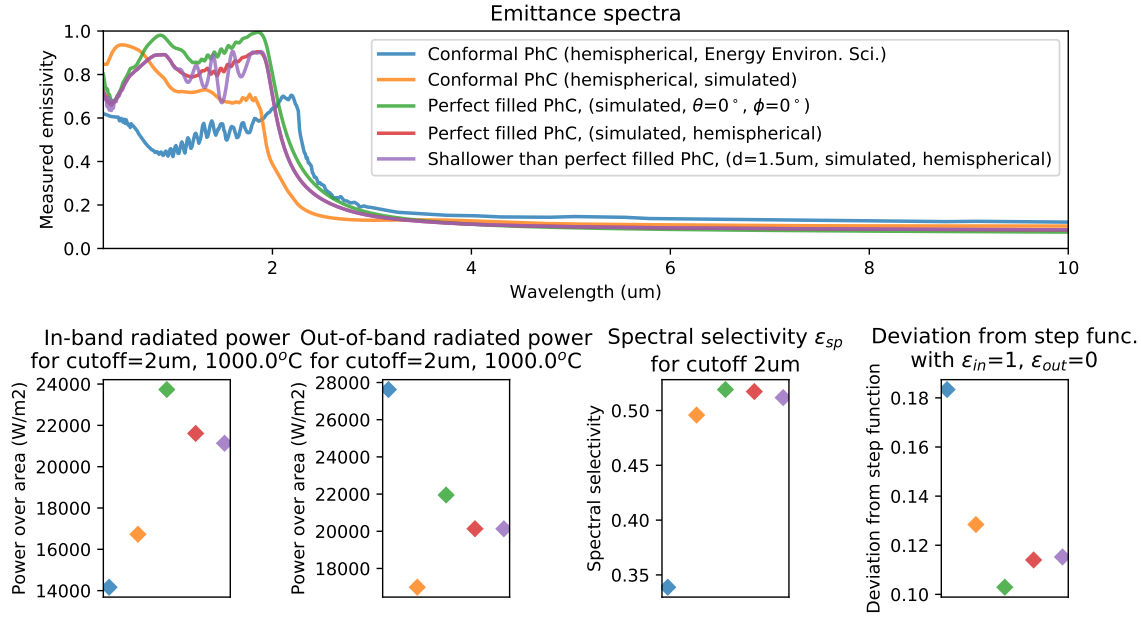 Emittance spectra
Measured emissivity
1.0
0.8
0.6
0.4
0.2
0.0
Conformal PhC (hemispherical, Energy Environ. Sci.)
Conformal PhC (hemispherical, simulated)
Perfect filled PhC, (simulated, θ=0°, ϕ=0°)
Perfect filled PhC, (simulated, hemispherical)
Shallower than perfect filled PhC, (d=1.5um, simulated, hemispherical)
2
4
6
8
10
Wavelength (um)
In-band radiated power
for cutoff=2um, 1000.0°C
Power over area (W/m2)
24000
22000
20000
18000
16000
14000
Out-of-band radiated power
for cutoff=2um, 1000.0°C
Power over area (W/m2)
28000
26000
24000
22000
20000
18000
Spectral selectivity εsp
for cutoff 2um
Spectral selectivity
0.50
0.45
0.40
0.35
Deviation from step func.
with εin=1, εout=0
Deviation from step function
0.18
0.16
0.14
0.12
0.10